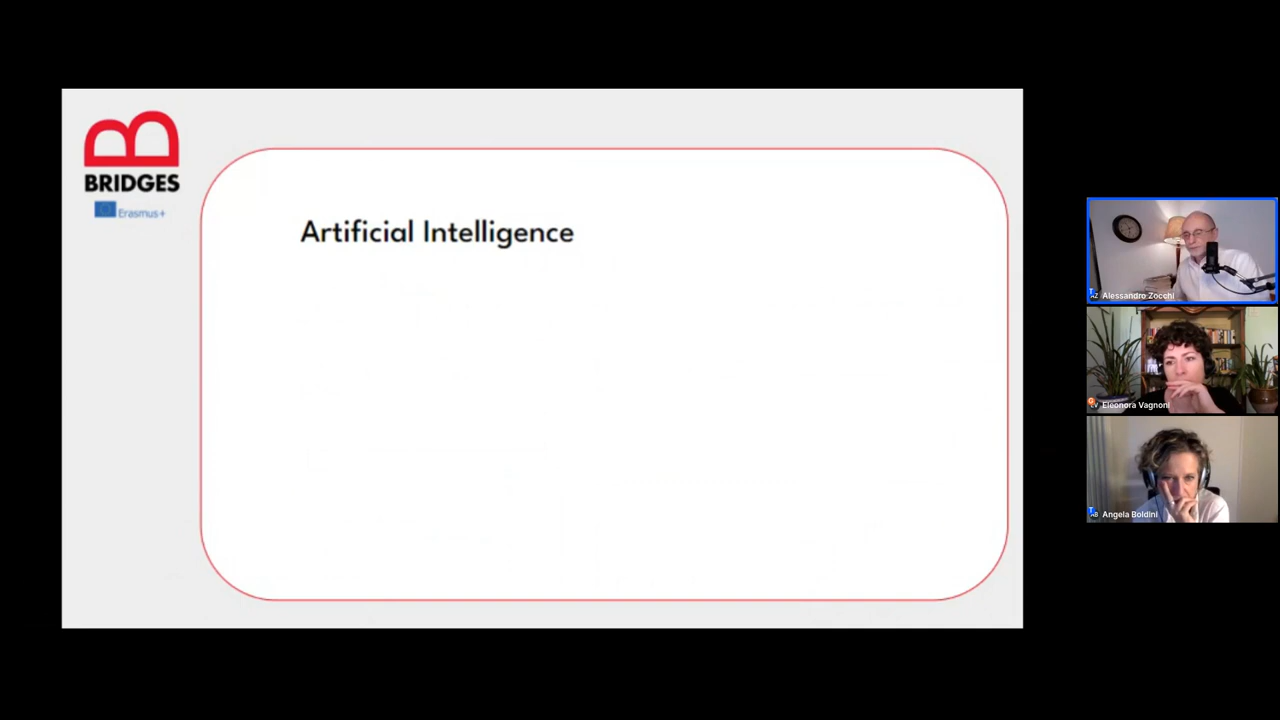 BRIDGES
Erasmus+
Artificial Intelligence
Alessandro Zocchi
Eleonora Vagnoni
Angela Boldini